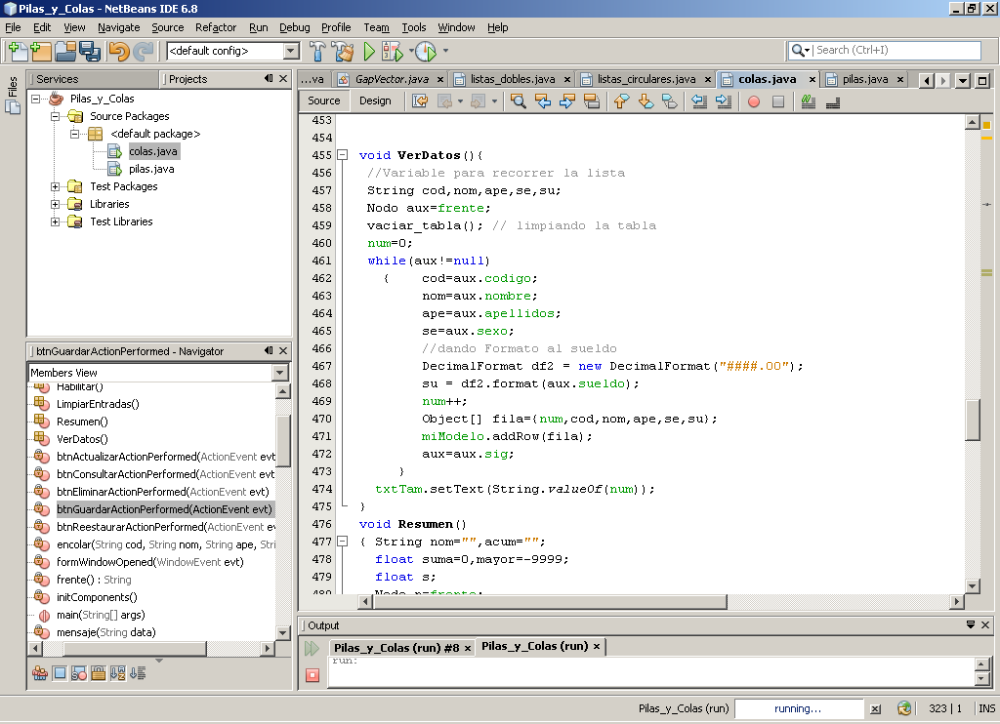 Pilas_y_Colas - NetBeans IDE 6.8
File Edit View Navigate Source Refactor Run Debug Profile Team Tools Window Help
<default config>
Search (Ctrl+I)
Files
Services
Projects
Pilas_y_Colas
Source Packages
<default package>
colas.java
pilas.java
Test Packages
Libraries
Test Libraries
btnGuardarActionPerformed - Navigator
Members View
Habilitar()
LimpiarEntradas()
Resumen()
VerDatos()
btnActualizarActionPerformed(ActionEvent evt
btnConsultarActionPerformed(ActionEvent evt
btnEliminarActionPerformed(ActionEvent evt)
btnGuardarActionPerformed(ActionEvent evt)
btnReestaurarActionPerformed(ActionEvent ev
encolar(String cod, String nom, String ape, Stri
formWindowOpened(WindowEvent evt)
frente() : String
initComponents()
main(String[] args)
mensaje(String data)
...va GapVector.java listas_dobles.java listas_circulares.java colas.java pilas.java
Source Design
453
454
455 void VerDatos(){
456 //Variable para recorrer la lista
457 String cod,nom,ape,se,su;
458 Nodo aux=frente;
459 vaciar_tabla(); // limpiando la tabla
460 num=0;
461 while(aux!=null)
462 { cod=aux.codigo;
463 nom=aux.nombre;
464 ape=aux.apellidos;
465 se=aux.sexo;
466 //dando Formato al sueldo
467 DecimalFormat df2 = new DecimalFormat("####.00");
468 su = df2.format(aux.sueldo);
469 num++;
470 Object[] fila={num,cod,nom,ape,se,su};
471 miModelo.addRow(fila);
472 aux=aux.sig;
473 }
474 txtTam.setText(String.valueOf(num));
475 }
476 void Resumen()
477 { String nom="",acum="";
478 float suma=0,mayor=-9999;
479 float s;
480 Nodo p=frente;
Output
Pilas_y_Colas (run) #8 Pilas_y_Colas (run)
run:
Pilas_y_Colas (run) running... 323 | 1 INS